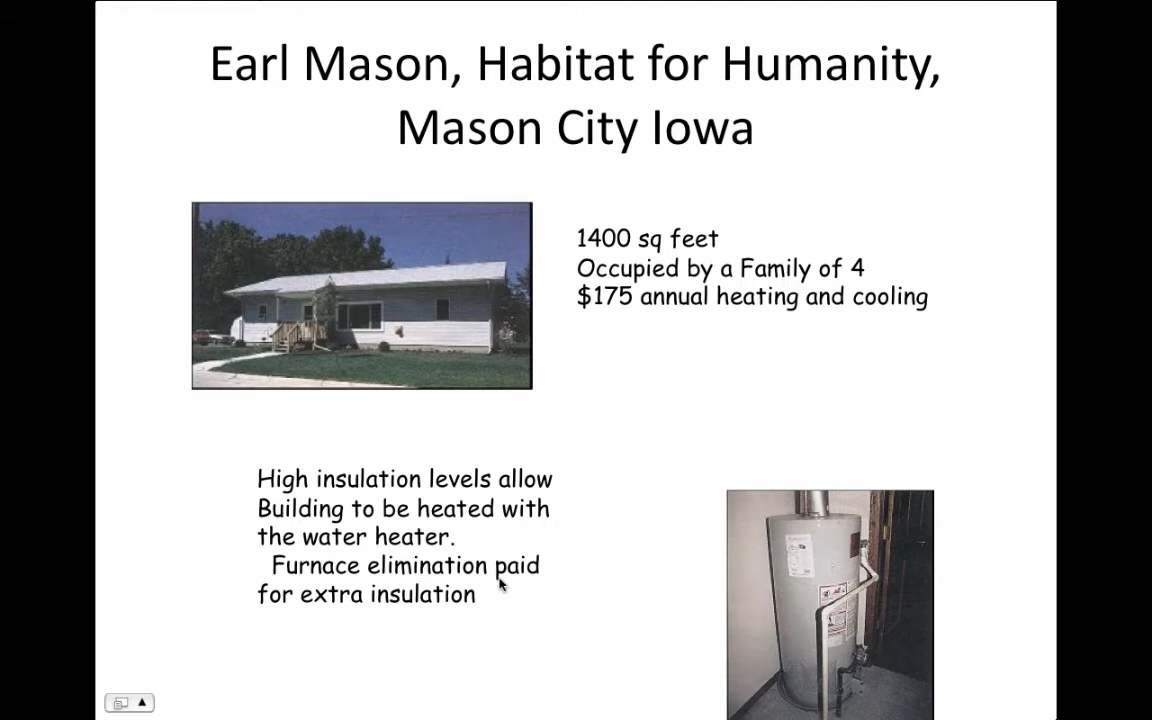 Earl Mason, Habitat for Humanity,
Mason City Iowa
1400 sq feet
Occupied by a Family of 4
$175 annual heating and cooling
High insulation levels allow
Building to be heated with
the water heater.
Furnace elimination paid
for extra insulation